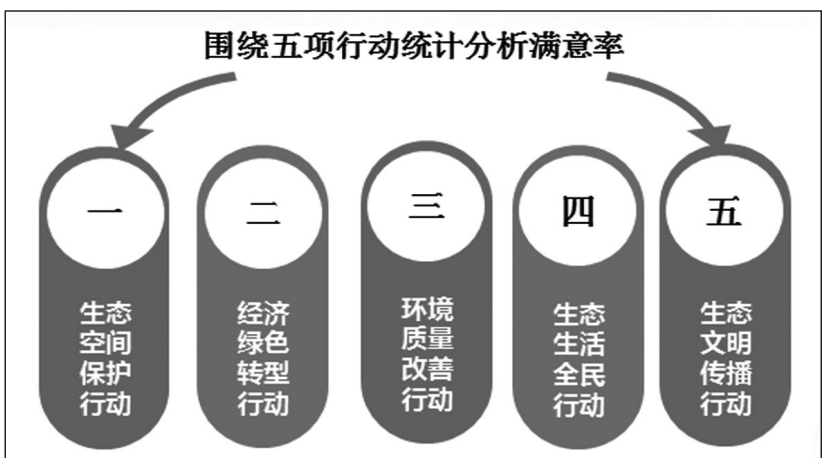 围绕五项行动统计分析满意率
一
生态
空间
保护
行动
二
经济
绿色
转型
行动
三
环境
质量
改善
行动
四
生态
生活
全民
行动
五
生态
文明
传播
行动